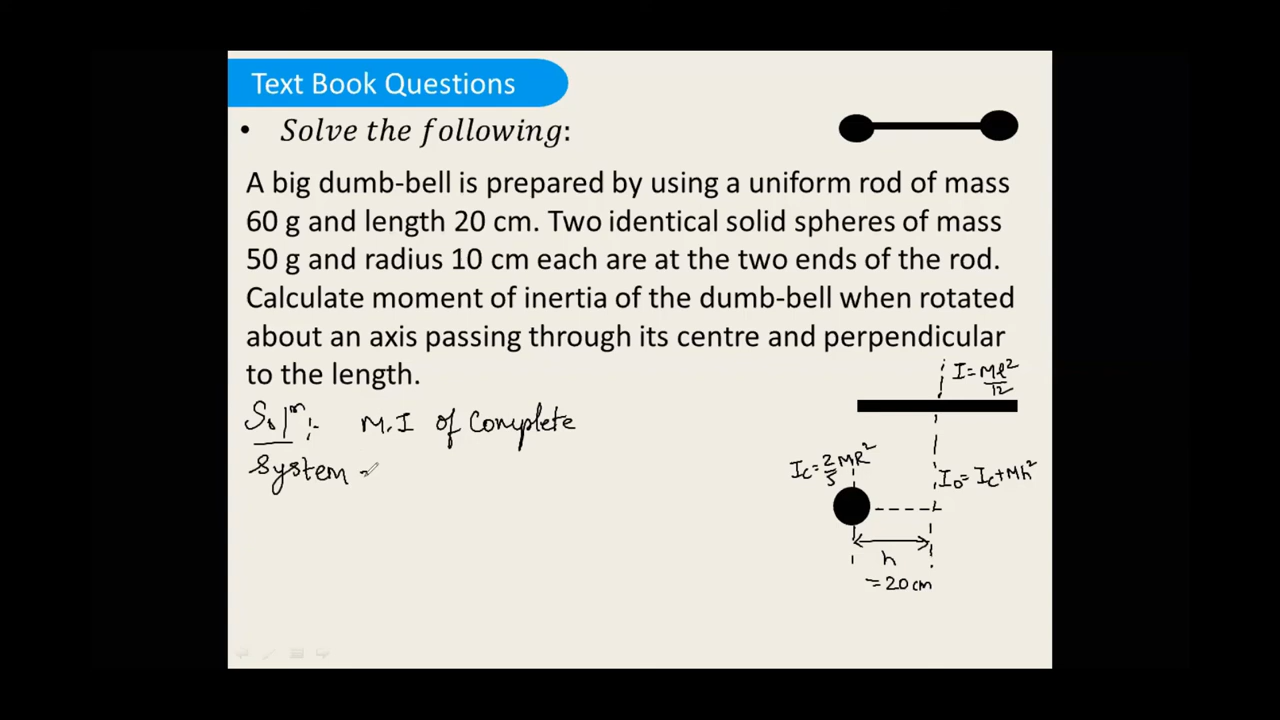 Text Book Questions
• Solve the following:
A big dumb-bell is prepared by using a uniform rod of mass
60 g and length 20 cm. Two identical solid spheres of mass
50 g and radius 10 cm each are at the two ends of the rod.
Calculate moment of inertia of the dumb-bell when rotated
about an axis passing through its centre and perpendicular
to the length.
I = Ml²/12
Solⁿ:- M.I of Complete
System =
I_C = 2/5 MR²
I_O = I_C + Mh²
h
= 20 cm